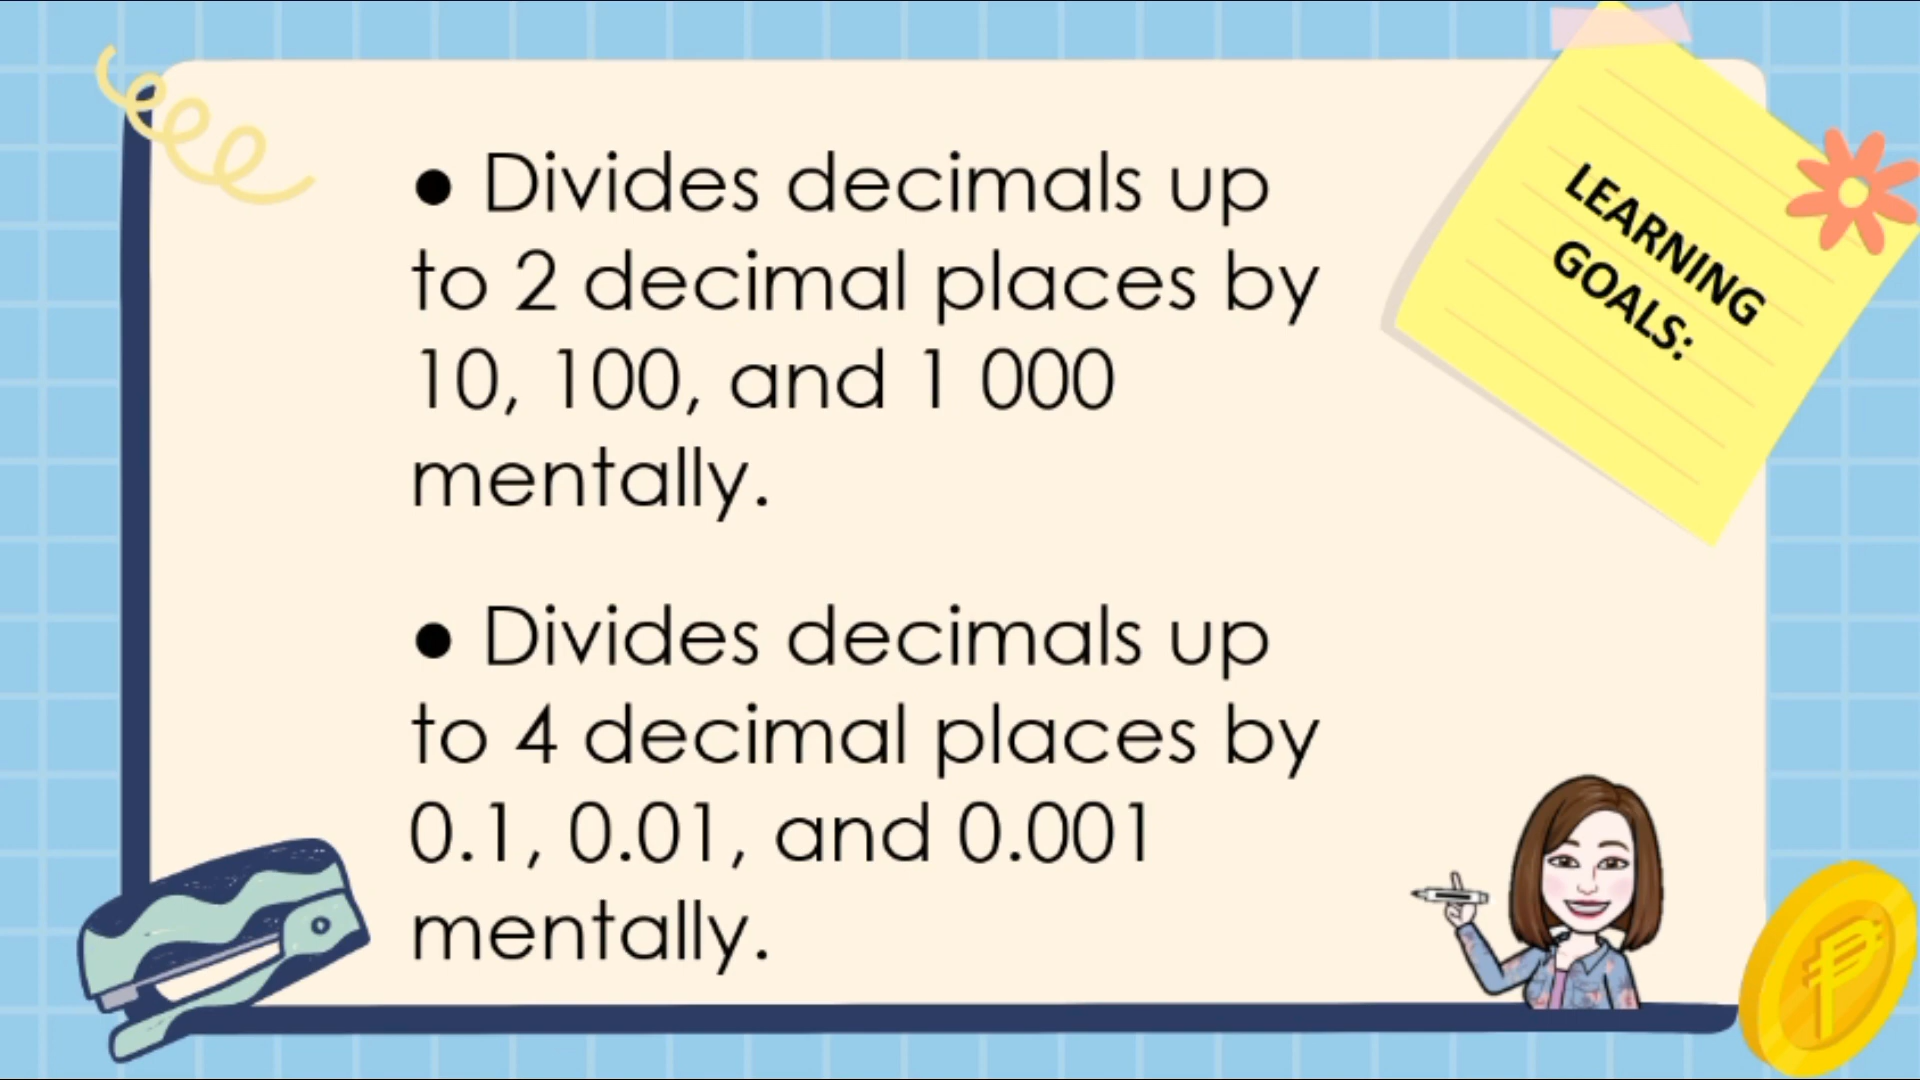 LEARNING
GOALS:
● Divides decimals up
to 2 decimal places by
10, 100, and 1 000
mentally.
● Divides decimals up
to 4 decimal places by
0.1, 0.01, and 0.001
mentally.